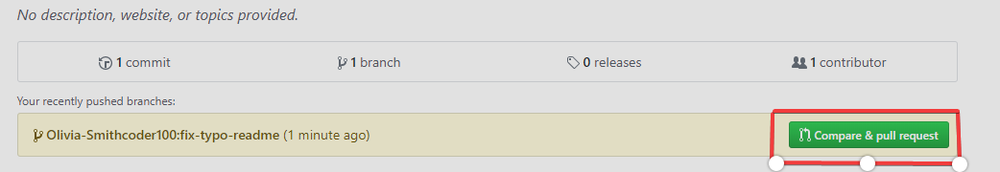 No description, website, or topics provided.
1 commit 1 branch 0 releases 1 contributor
Your recently pushed branches:
Olivia-Smithcoder100:fix-typo-readme (1 minute ago) Compare & pull request